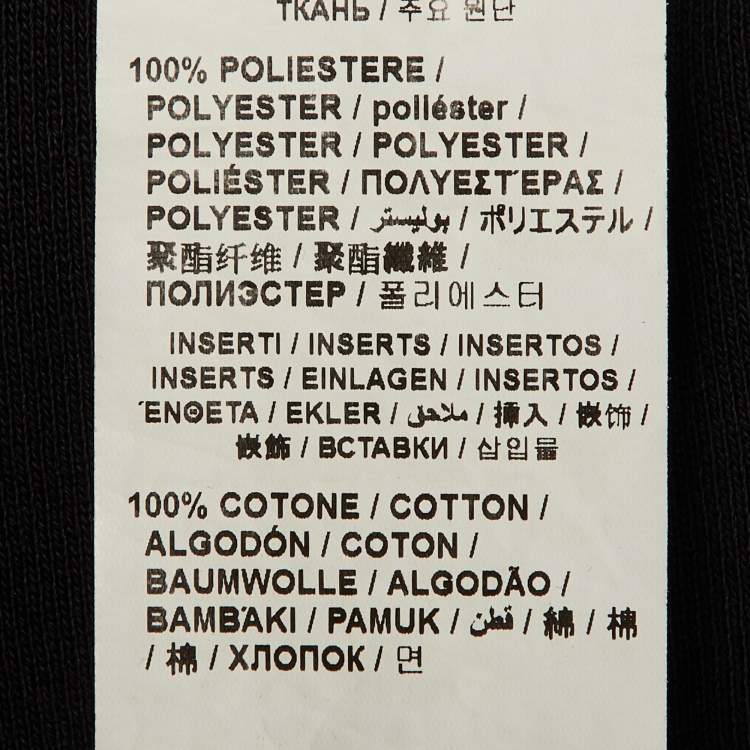 ТКАНЬ / 주요 원단
100% POLIESTERE /
POLYESTER / poliéster /
POLYESTER / POLYESTER /
POLIÉSTER / ΠΟΛΥΕΣΤΈΡΑΣ /
POLYESTER / بوليستر / ポリエステル /
聚酯纤维 / 聚酯纖維 /
ПОЛИЭСТЕР / 폴리에스터
INSERTI / INSERTS / INSERTOS /
INSERTS / EINLAGEN / INSERTOS /
ΈΝΘΕΤΑ / EKLER / ملاحق / 挿入 / 嵌饰 /
嵌飾 / ВСТАВКИ / 삽입물
100% COTONE / COTTON /
ALGODÓN / COTON /
BAUMWOLLE / ALGODÃO /
ΒΑΜΒΆΚΙ / PAMUK / قطن / 綿 / 棉
/ 棉 / ХЛОПОК / 면